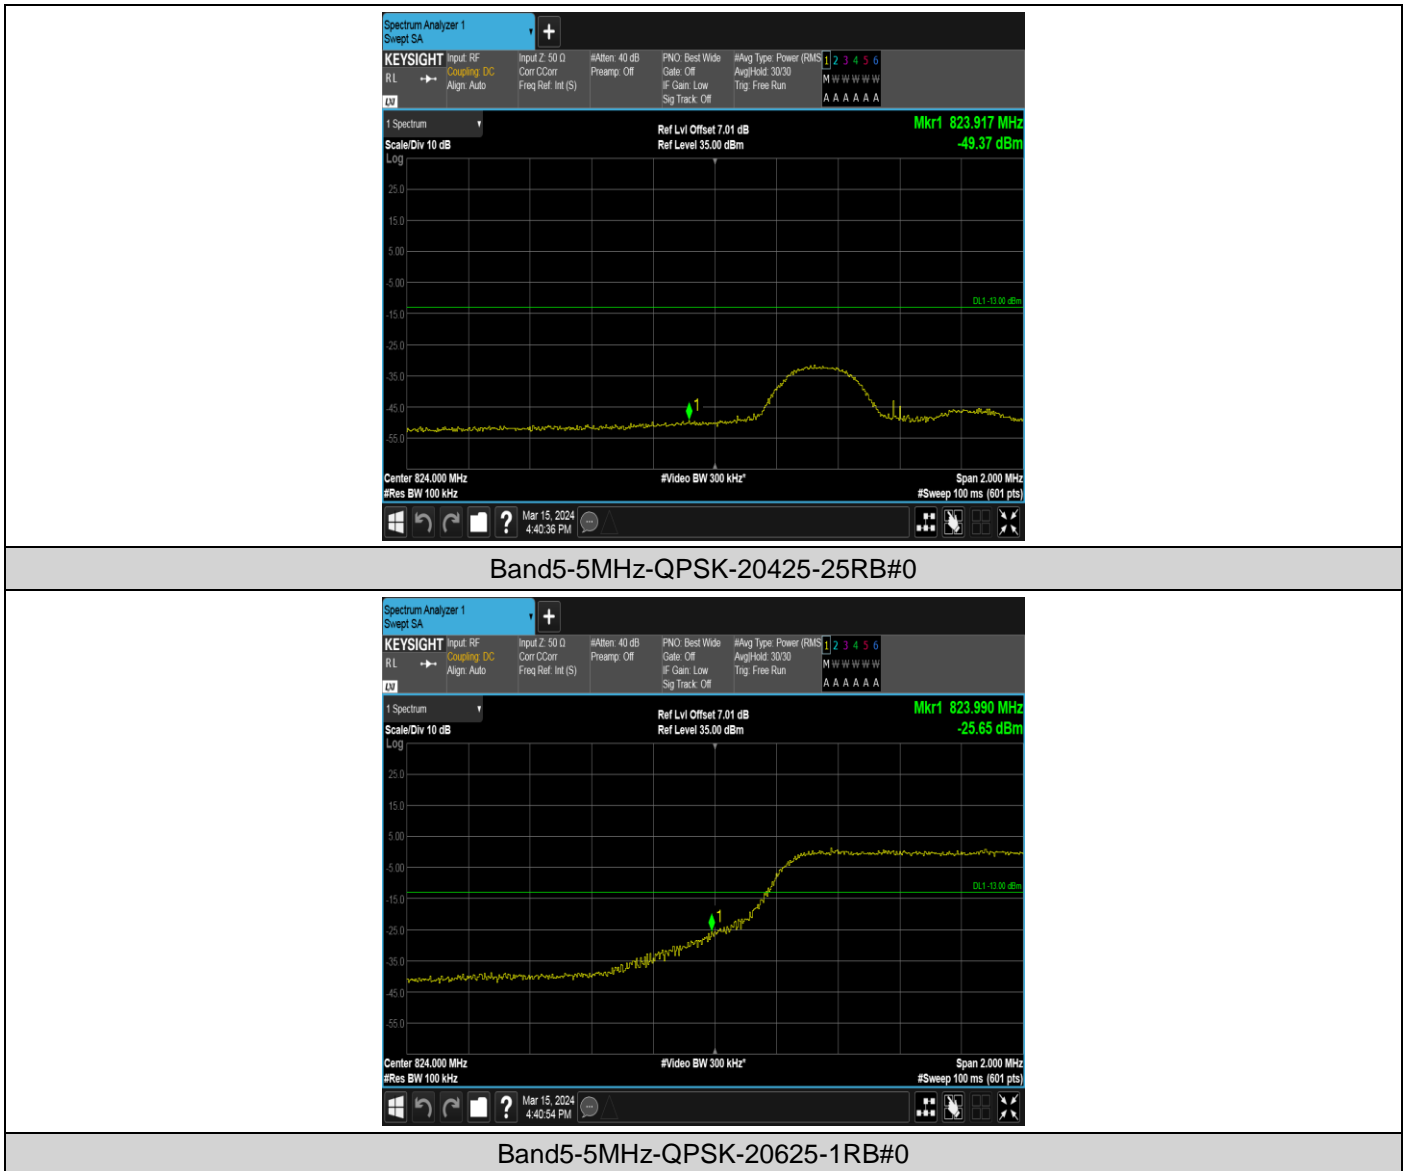 Spectrum Analyzer 1
Swept SA
+
KEYSIGHT
RL
LXI
Input: RF
Coupling: DC
Align: Auto
Input Z: 50 Ω
Corr CCorr
Freq Ref: Int (S)
#Atten: 40 dB
Preamp: Off
PNO: Best Wide
Gate: Off
IF Gain: Low
Sig Track: Off
#Avg Type: Power (RMS
Avg|Hold: 30/30
Trig: Free Run
1 2 3 4 5 6
M W W W W W
A A A A A A
1 Spectrum
Scale/Div 10 dB
Ref Lvl Offset 7.01 dB
Ref Level 35.00 dBm
Mkr1 823.917 MHz
-49.37 dBm
Log
25.0
15.0
5.00
-5.00
-15.0
-25.0
-35.0
-45.0
-55.0
DL1 -13.00 dBm
1
Center 824.000 MHz
#Res BW 100 kHz
#Video BW 300 kHz*
Span 2.000 MHz
#Sweep 100 ms (601 pts)
?
Mar 15, 2024
4:40:36 PM
Band5-5MHz-QPSK-20425-25RB#0
Spectrum Analyzer 1
Swept SA
+
KEYSIGHT
RL
LXI
Input: RF
Coupling: DC
Align: Auto
Input Z: 50 Ω
Corr CCorr
Freq Ref: Int (S)
#Atten: 40 dB
Preamp: Off
PNO: Best Wide
Gate: Off
IF Gain: Low
Sig Track: Off
#Avg Type: Power (RMS
Avg|Hold: 30/30
Trig: Free Run
1 2 3 4 5 6
M W W W W W
A A A A A A
1 Spectrum
Scale/Div 10 dB
Ref Lvl Offset 7.01 dB
Ref Level 35.00 dBm
Mkr1 823.990 MHz
-25.65 dBm
Log
25.0
15.0
5.00
-5.00
-15.0
-25.0
-35.0
-45.0
-55.0
DL1 -13.00 dBm
1
Center 824.000 MHz
#Res BW 100 kHz
#Video BW 300 kHz*
Span 2.000 MHz
#Sweep 100 ms (601 pts)
?
Mar 15, 2024
4:40:54 PM
Band5-5MHz-QPSK-20625-1RB#0